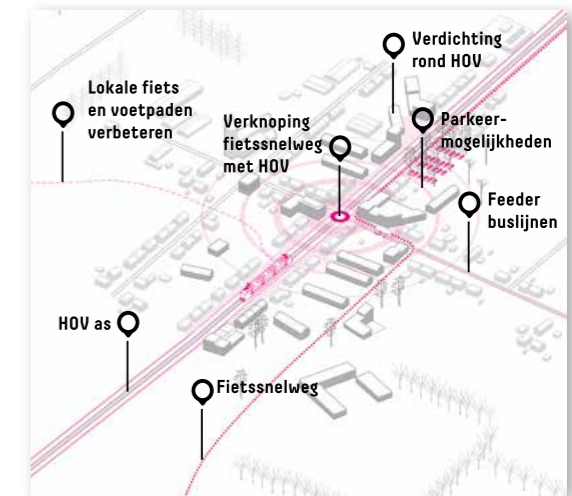 Verdichting
rond HOV
Lokale fiets
en voetpaden
verbeteren
Verknoping
fietssnelweg
met HOV
Parkeer-
mogelijkheden
Feeder
buslijnen
HOV as
Fietssnelweg